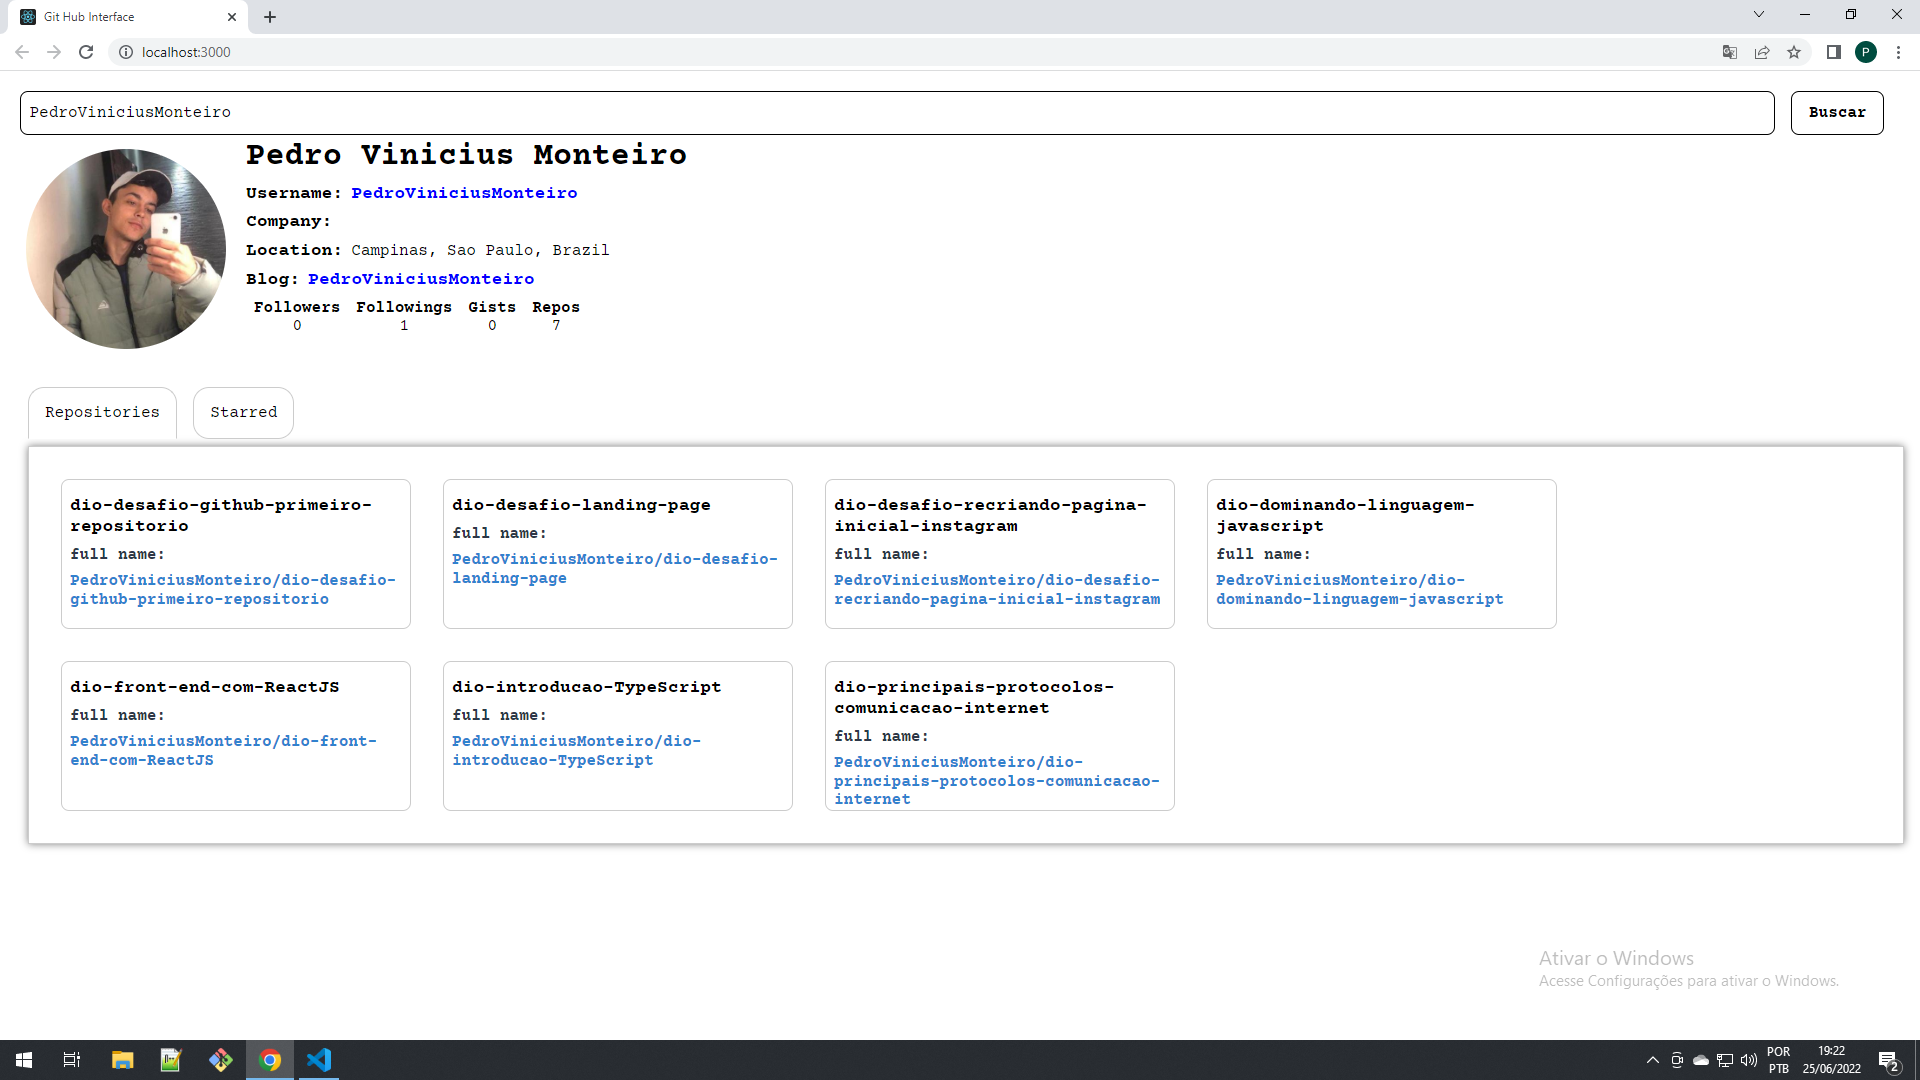 Git Hub Interface
localhost:3000
P
PedroViniciusMonteiro
Buscar
Pedro Vinicius Monteiro
Username: PedroViniciusMonteiro
Company:
Location: Campinas, Sao Paulo, Brazil
Blog: PedroViniciusMonteiro
Followers Followings Gists Repos
0 1 0 7
Repositories Starred
dio-desafio-github-primeiro-
repositorio
full name:
PedroViniciusMonteiro/dio-desafio-
github-primeiro-repositorio
dio-desafio-landing-page
full name:
PedroViniciusMonteiro/dio-desafio-
landing-page
dio-desafio-recriando-pagina-
inicial-instagram
full name:
PedroViniciusMonteiro/dio-desafio-
recriando-pagina-inicial-instagram
dio-dominando-linguagem-
javascript
full name:
PedroViniciusMonteiro/dio-
dominando-linguagem-javascript
dio-front-end-com-ReactJS
full name:
PedroViniciusMonteiro/dio-front-
end-com-ReactJS
dio-introducao-TypeScript
full name:
PedroViniciusMonteiro/dio-
introducao-TypeScript
dio-principais-protocolos-
comunicacao-internet
full name:
PedroViniciusMonteiro/dio-
principais-protocolos-comunicacao-
internet
Ativar o Windows
Acesse Configurações para ativar o Windows.
POR
PTB
19:22
25/06/2022
2